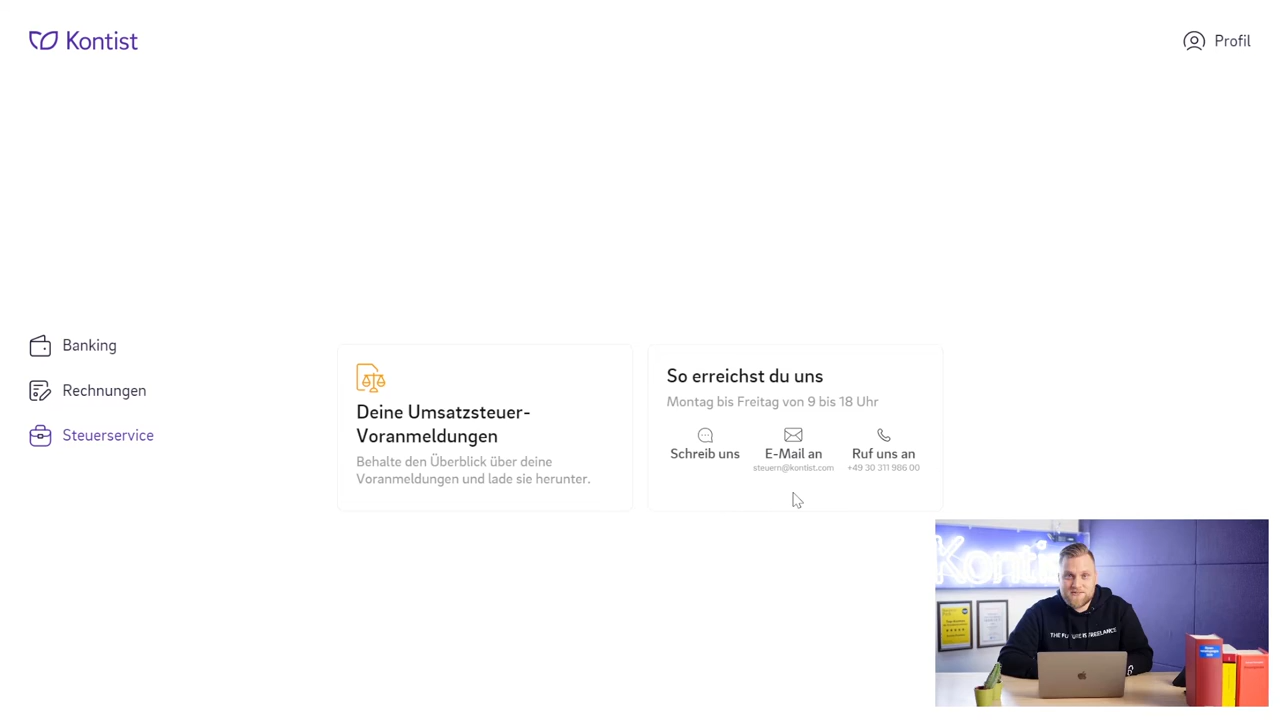 Kontist
Profil
Banking
Rechnungen
Steuerservice
Deine Umsatzsteuer-
Voranmeldungen
Behalte den Überblick über deine
Voranmeldungen und lade sie herunter.
So erreichst du uns
Montag bis Freitag von 9 bis 18 Uhr
Schreib uns
E-Mail an
steuern@kontist.com
Ruf uns an
+49 30 311 986 00
Kontist
THE FUTURE IS FREELANCE.